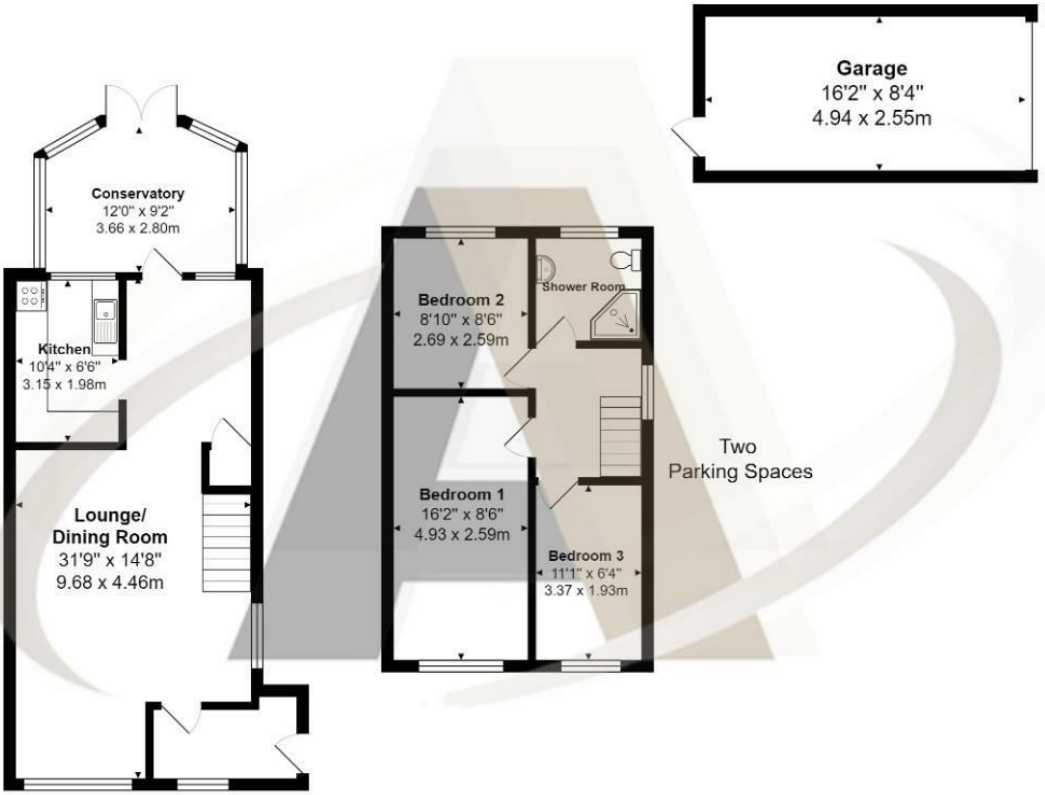 Garage
16'2" x 8'4"
4.94 x 2.55m
Conservatory
12'0" x 9'2"
3.66 x 2.80m
Kitchen
10'4" x 6'6"
3.15 x 1.98m
Lounge/
Dining Room
31'9" x 14'8"
9.68 x 4.46m
Bedroom 2
8'10" x 8'6"
2.69 x 2.59m
Shower Room
Bedroom 1
16'2" x 8'6"
4.93 x 2.59m
Bedroom 3
11'1" x 6'4"
3.37 x 1.93m
Two
Parking Spaces